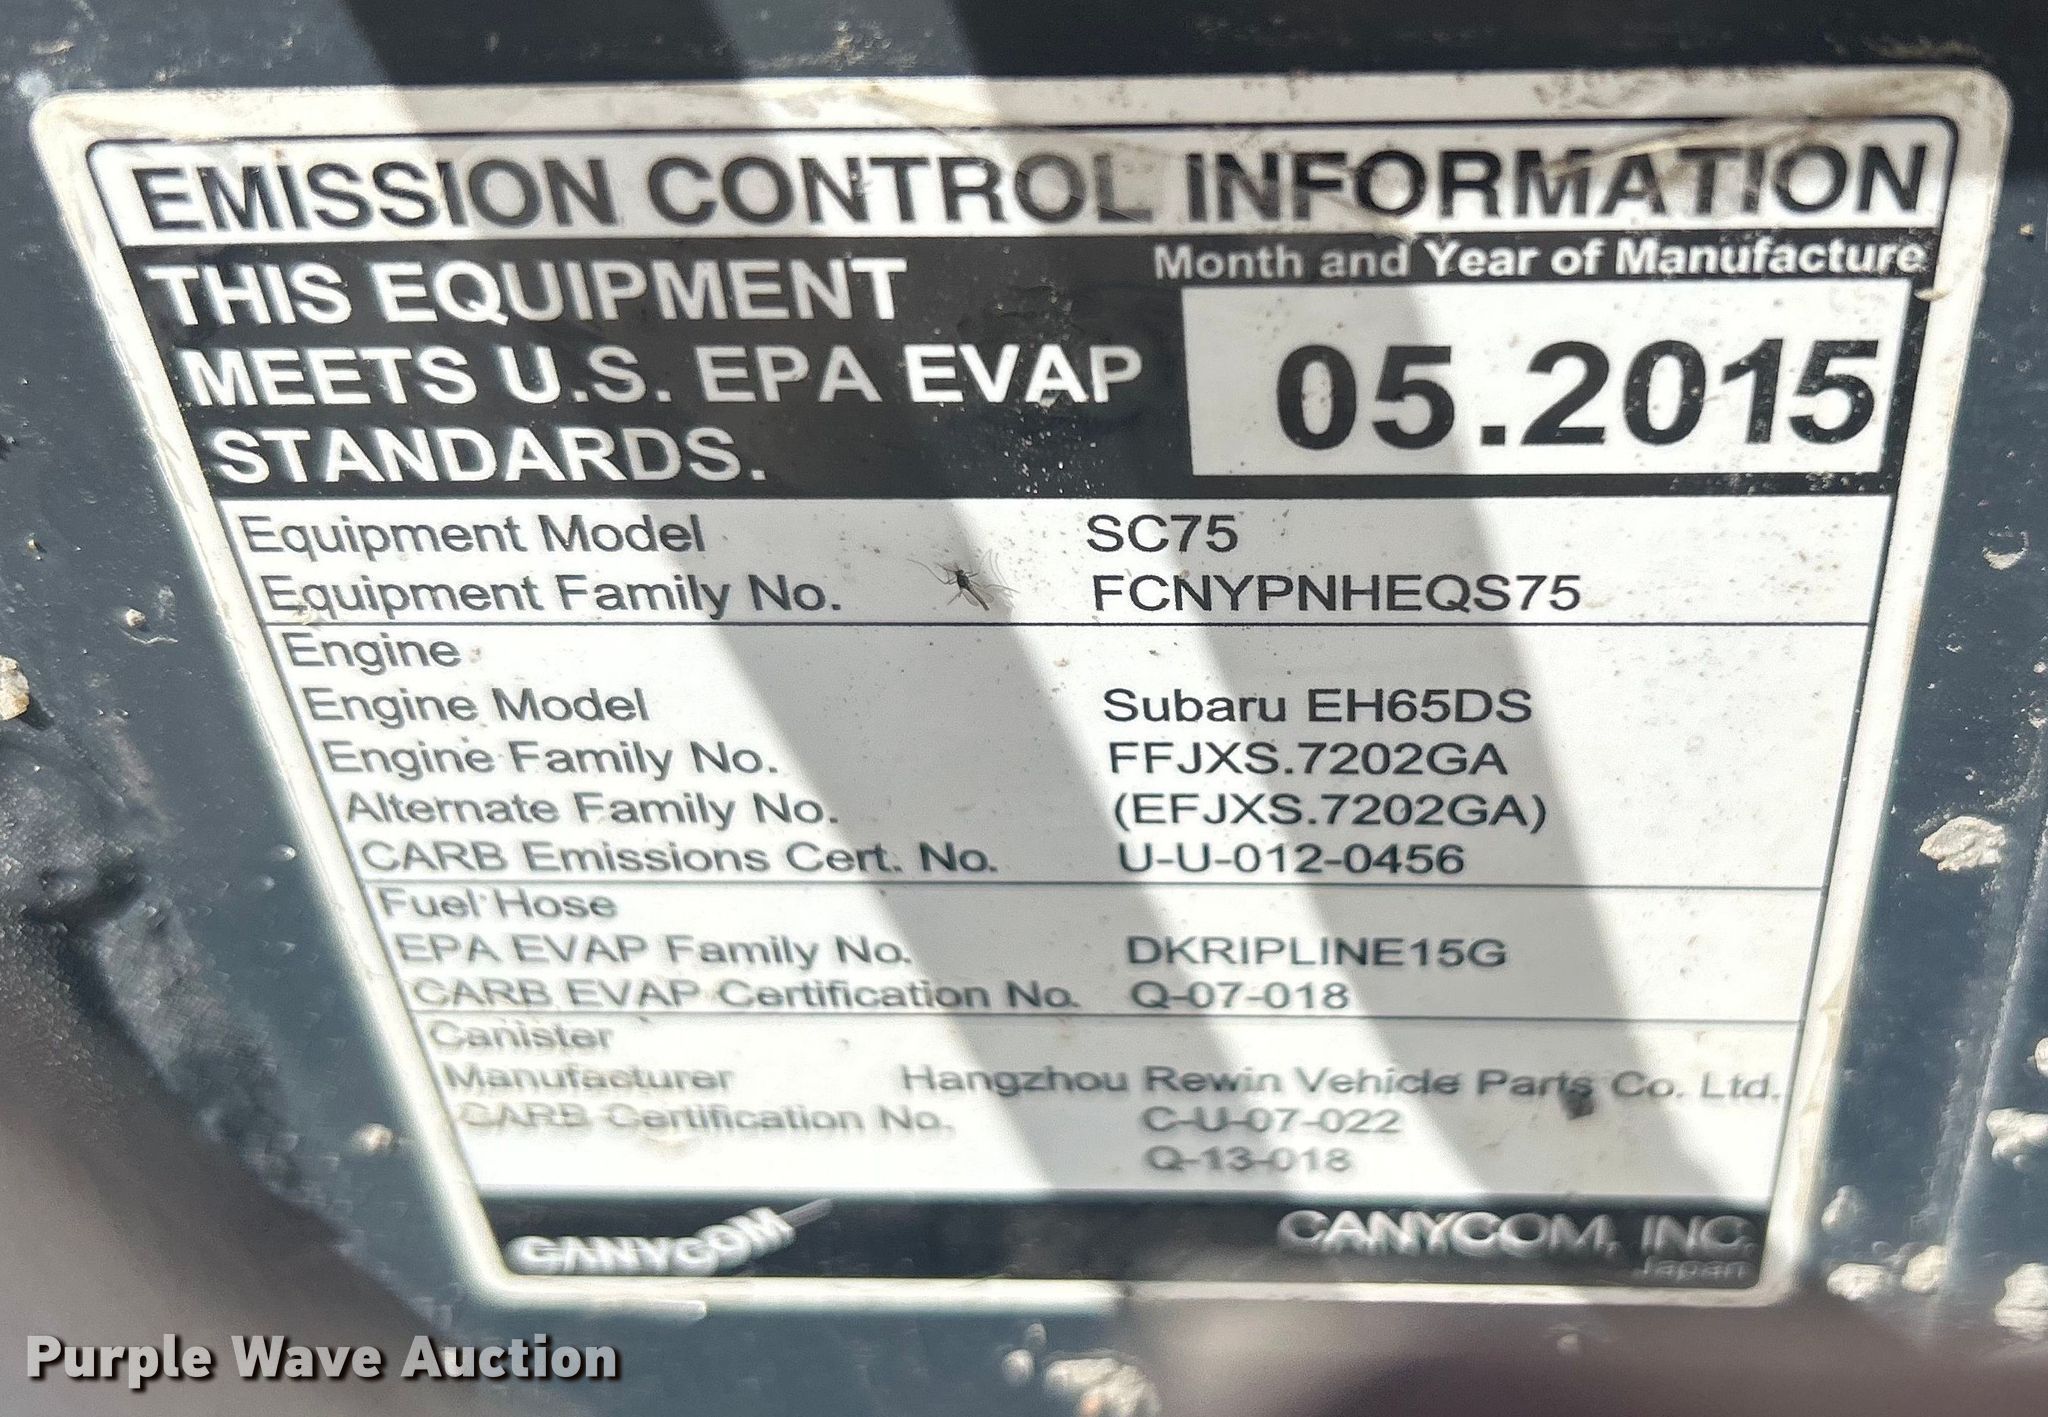 EMISSION CONTROL INFORMATION
THIS EQUIPMENT
MEETS U.S. EPA EVAP
STANDARDS.
Month and Year of Manufacture
05.2015
Equipment Model SC75
Equipment Family No. FCNYPNHEQS75
Engine
Engine Model Subaru EH65DS
Engine Family No. FFJXS.7202GA
Alternate Family No. (EFJXS.7202GA)
CARB Emissions Cert. No. U-U-012-0456
Fuel Hose
EPA EVAP Family No. DKRIPLINE15G
CARB EVAP Certification No. Q-07-018
Canister
Manufacturer Hangzhou Rewin Vehicle Parts Co. Ltd.
CARB Certification No. C-U-07-022
Q-13-018
CANYCOM
CANYCOM, INC.
Japan
Purple Wave Auction